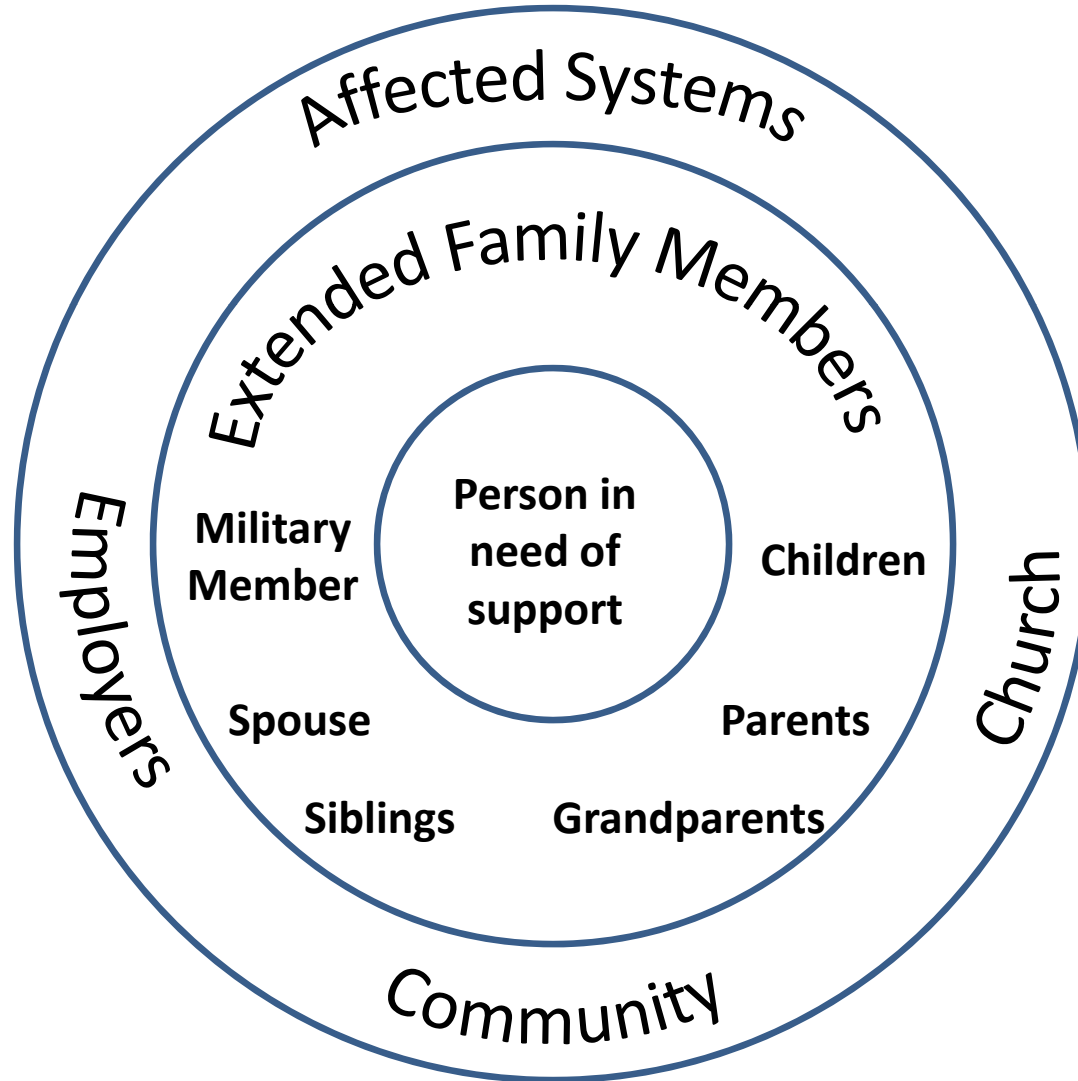 Affected Systems
Extended Family Members
Person in
need of
support
Military
Member
Children
Spouse
Parents
Siblings
Grandparents
Employers
Church
Community